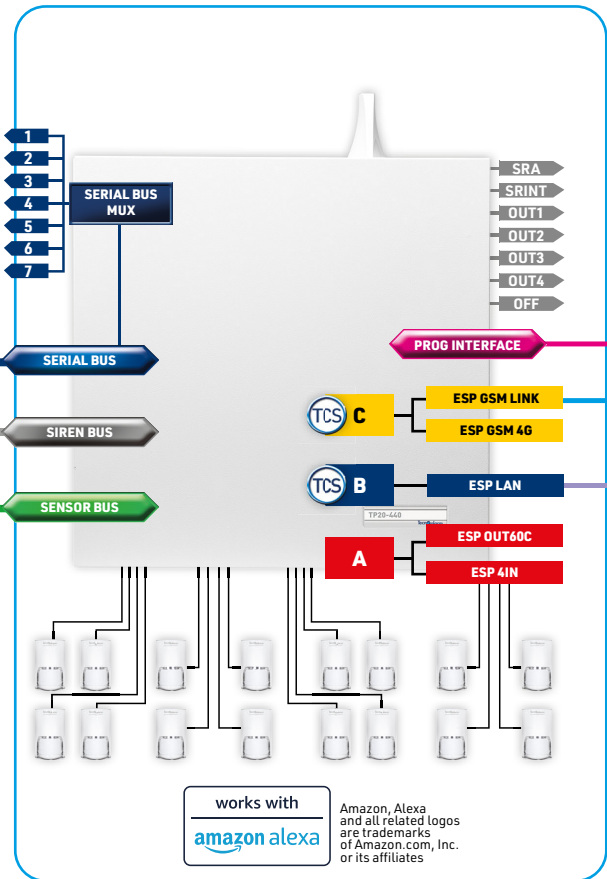 1
2
3
4
5
6
7
SERIAL BUS
MUX
SRA
SRINT
OUT1
OUT2
OUT3
OUT4
OFF
PROG INTERFACE
SERIAL BUS
SIREN BUS
SENSOR BUS
TCS C
ESP GSM LINK
ESP GSM 4G
TCS B
ESP LAN
TP20-440
A
ESP OUT60C
ESP 4IN
works with
amazon alexa
Amazon, Alexa
and all related logos
are trademarks
of Amazon.com, Inc.
or its affiliates